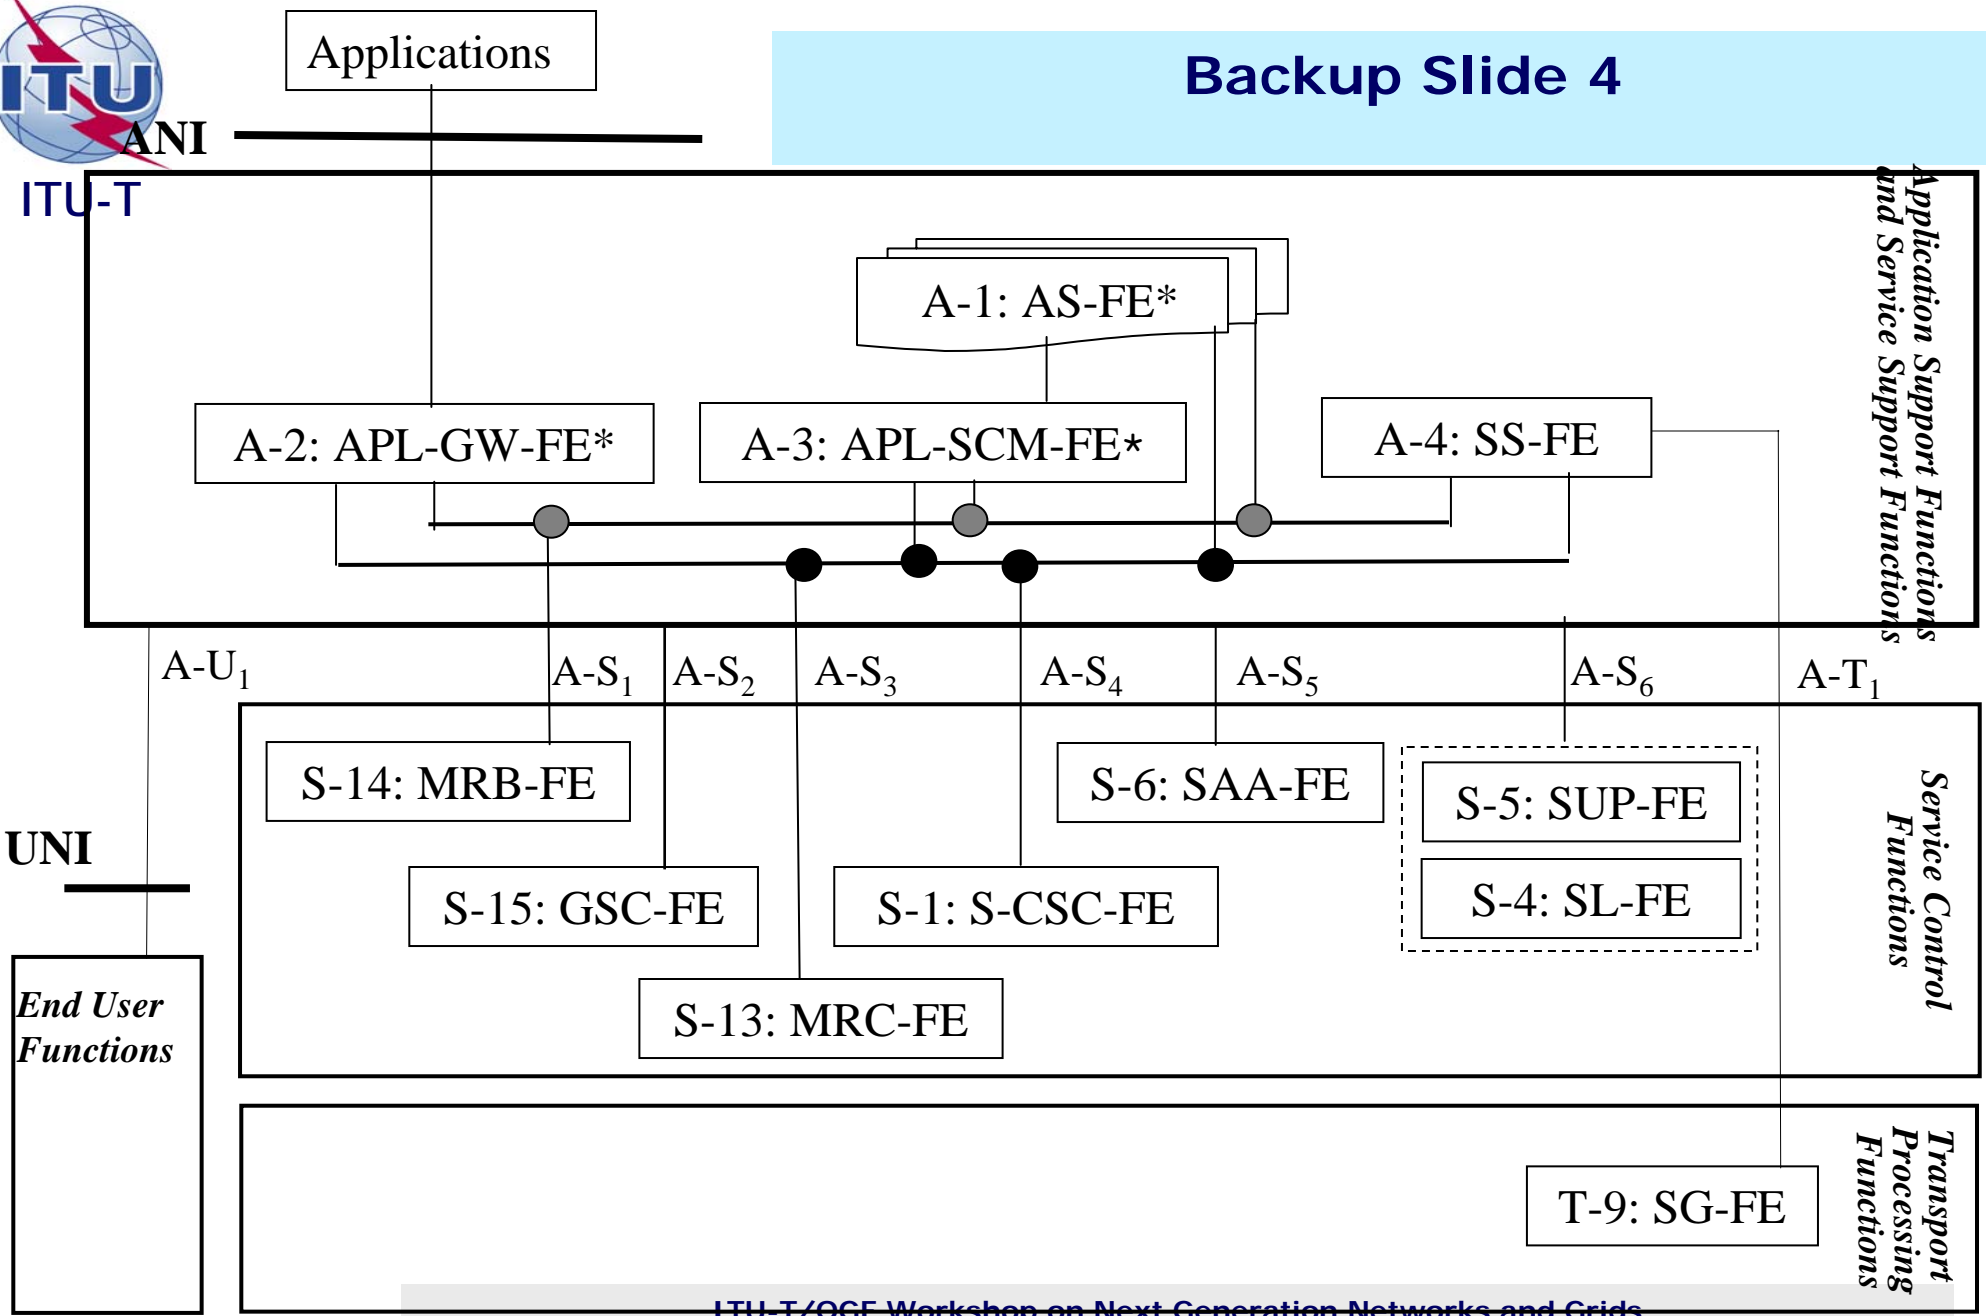 ITU
Applications
Backup Slide 4
ANI
ITU-T
Application Support Functions
and Service Support Functions
A-1: AS-FE*
A-2: APL-GW-FE*
A-3: APL-SCM-FE*
A-4: SS-FE
A-U1
A-S1
A-S2
A-S3
A-S4
A-S5
A-S6
A-T1
S-14: MRB-FE
S-6: SAA-FE
S-5: SUP-FE
Service Control
Functions
UNI
S-15: GSC-FE
S-1: S-CSC-FE
S-4: SL-FE
End User
Functions
S-13: MRC-FE
T-9: SG-FE
Transport
Processing
Functions
ITU-T/OGF Workshop on Next Generation Networks and Grids